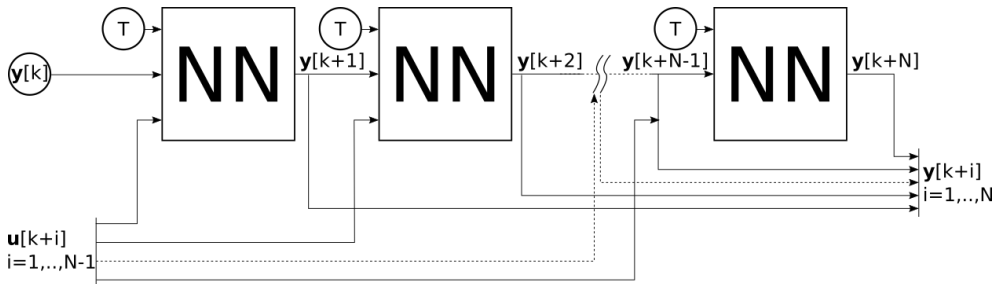 T
T
T
NN
NN
NN
y[k]
y[k+1]
y[k+2]
y[k+N-1]
y[k+N]
y[k+i]
i=1,..,N
u[k+i]
i=1,..,N-1